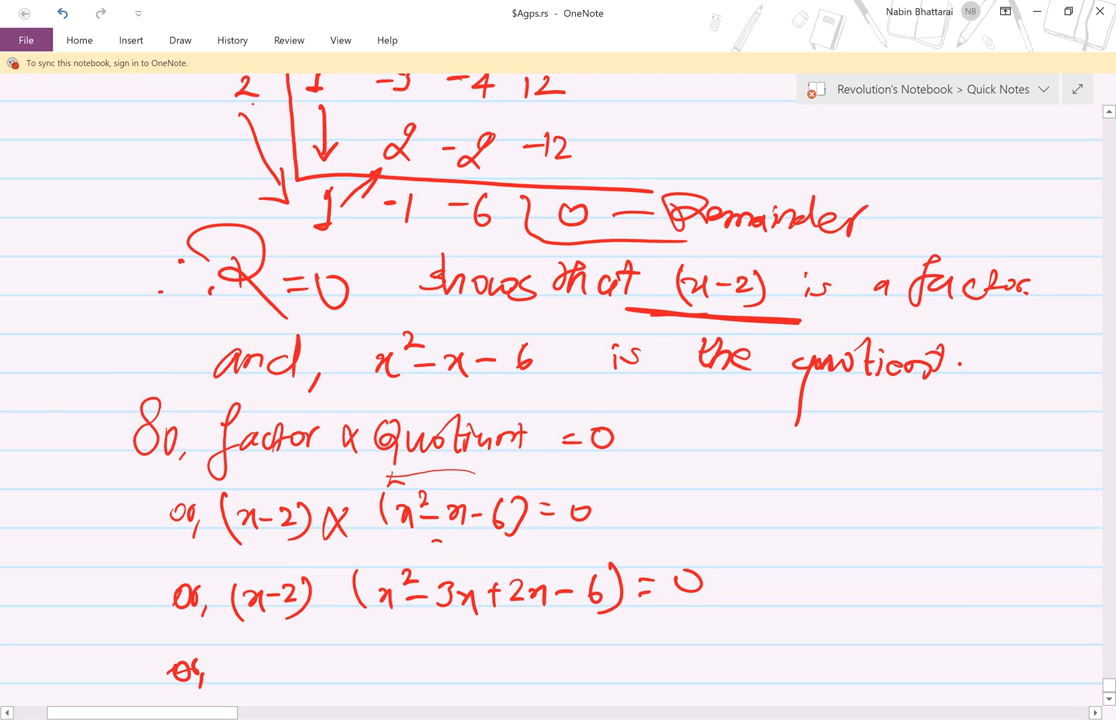 $Agps.rs - OneNote
Nabin Bhattarai NB
File Home Insert Draw History Review View Help
To sync this notebook, sign in to OneNote.
Revolution's Notebook > Quick Notes
2 1 -3 -4 12
2 -2 -12
1 -1 -6 0 — Remainder
∴ R = 0 shows that (x-2) is a factor.
and, x² - x - 6 is the quotient.
So, factor × Quotient = 0
or, (x-2) × (x² - x - 6) = 0
or, (x-2) (x² - 3x + 2x - 6) = 0
or,